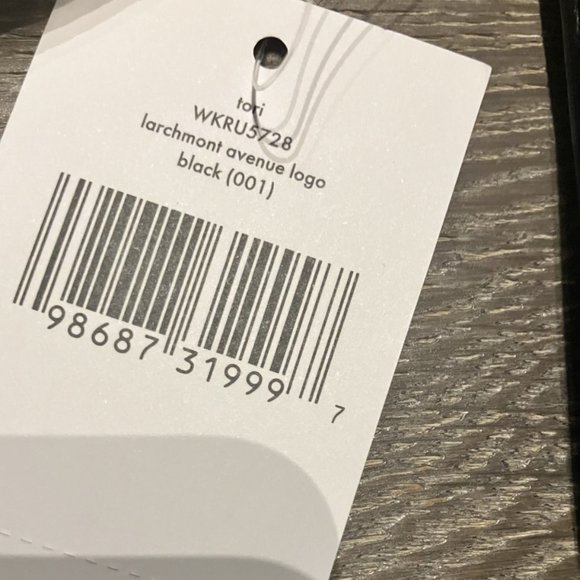 tori
WKRU5728
larchmont avenue logo
black (001)
98687 31999 7